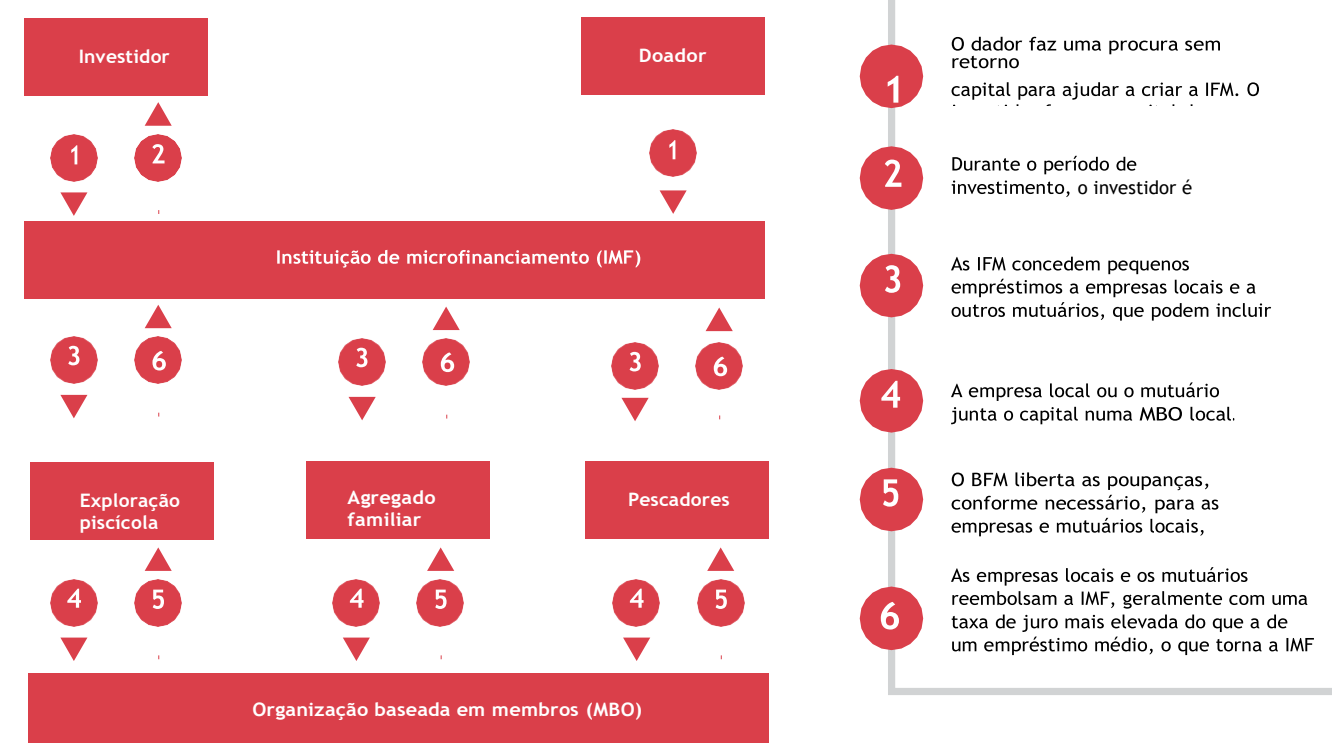 Investidor
Doador
1
2
1
Instituição de microfinanciamento (IMF)
3
6
3
6
3
6
Exploração
piscícola
Agregado
familiar
Pescadores
4
5
4
5
4
5
Organização baseada em membros (MBO)
1
O dador faz uma procura sem
retorno
capital para ajudar a criar a IFM. O
2
Durante o período de
investimento, o investidor é
3
As IFM concedem pequenos
empréstimos a empresas locais e a
outros mutuários, que podem incluir
4
A empresa local ou o mutuário
junta o capital numa MBO local.
5
O BFM liberta as poupanças,
conforme necessário, para as
empresas e mutuários locais,
6
As empresas locais e os mutuários
reembolsam a IMF, geralmente com uma
taxa de juro mais elevada do que a de
um empréstimo médio, o que torna a IMF